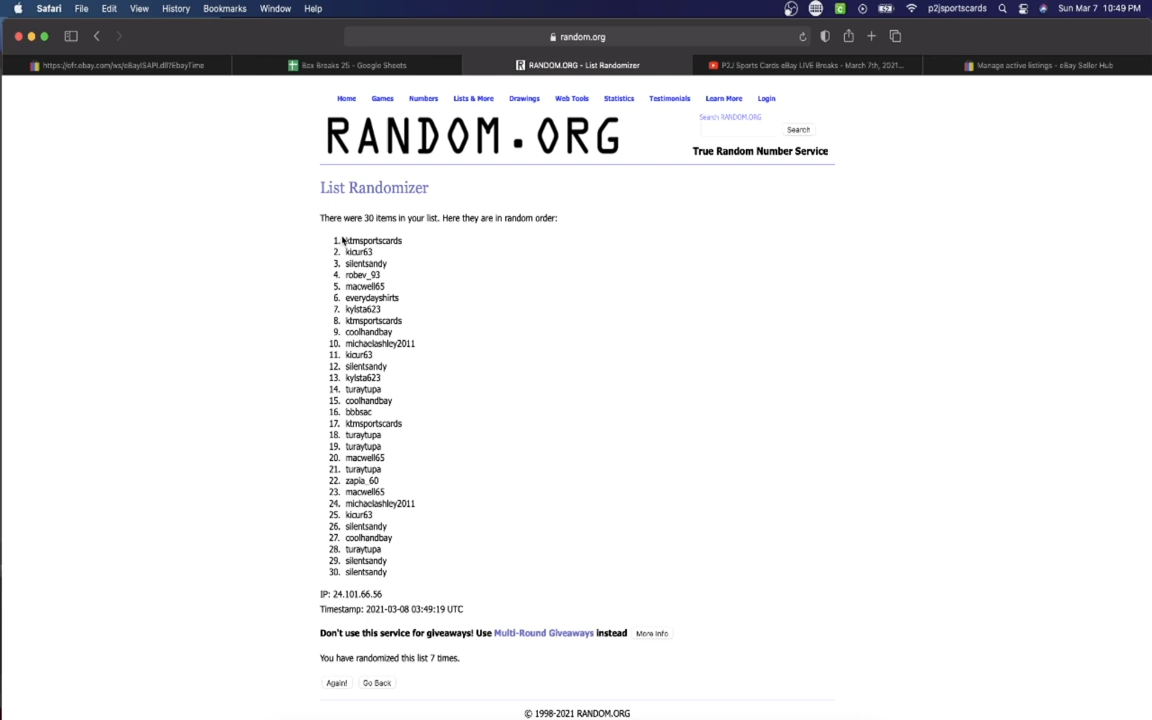 Safari File Edit View History Bookmarks Window Help p2jsportscards Sun Mar 7 10:49 PM
random.org
https://ofr.ebay.com/ws/eBayISAPI.dll?EbayTime Box Breaks 25 - Google Sheets RANDOM.ORG - List Randomizer P2J Sports Cards eBay LIVE Breaks - March 7th, 2021... Manage active listings - eBay Seller Hub
Home Games Numbers Lists & More Drawings Web Tools Statistics Testimonials Learn More Login
Search RANDOM.ORG
Search
RANDOM.ORG
True Random Number Service
List Randomizer
There were 30 items in your list. Here they are in random order:
1. ktmsportscards
2. kicur63
3. silentsandy
4. robev_93
5. macwell65
6. everydayshirts
7. kylsta623
8. ktmsportscards
9. coolhandbay
10. michaelashley2011
11. kicur63
12. silentsandy
13. kylsta623
14. turaytupa
15. coolhandbay
16. bbbsac
17. ktmsportscards
18. turaytupa
19. turaytupa
20. macwell65
21. turaytupa
22. zapia_60
23. macwell65
24. michaelashley2011
25. kicur63
26. silentsandy
27. coolhandbay
28. turaytupa
29. silentsandy
30. silentsandy
IP: 24.101.66.56
Timestamp: 2021-03-08 03:49:19 UTC
Don't use this service for giveaways! Use Multi-Round Giveaways instead More Info
You have randomized this list 7 times.
Again! Go Back
© 1998-2021 RANDOM.ORG